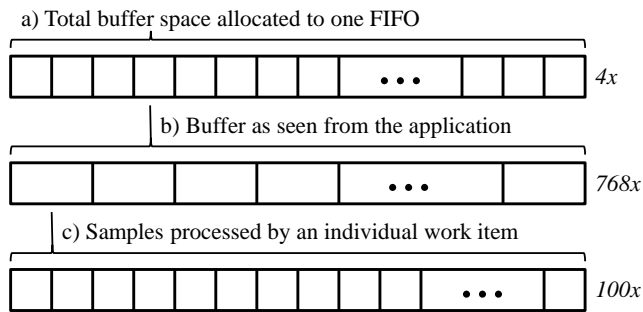 a) Total buffer space allocated to one FIFO
4x
b) Buffer as seen from the application
768x
c) Samples processed by an individual work item
100x